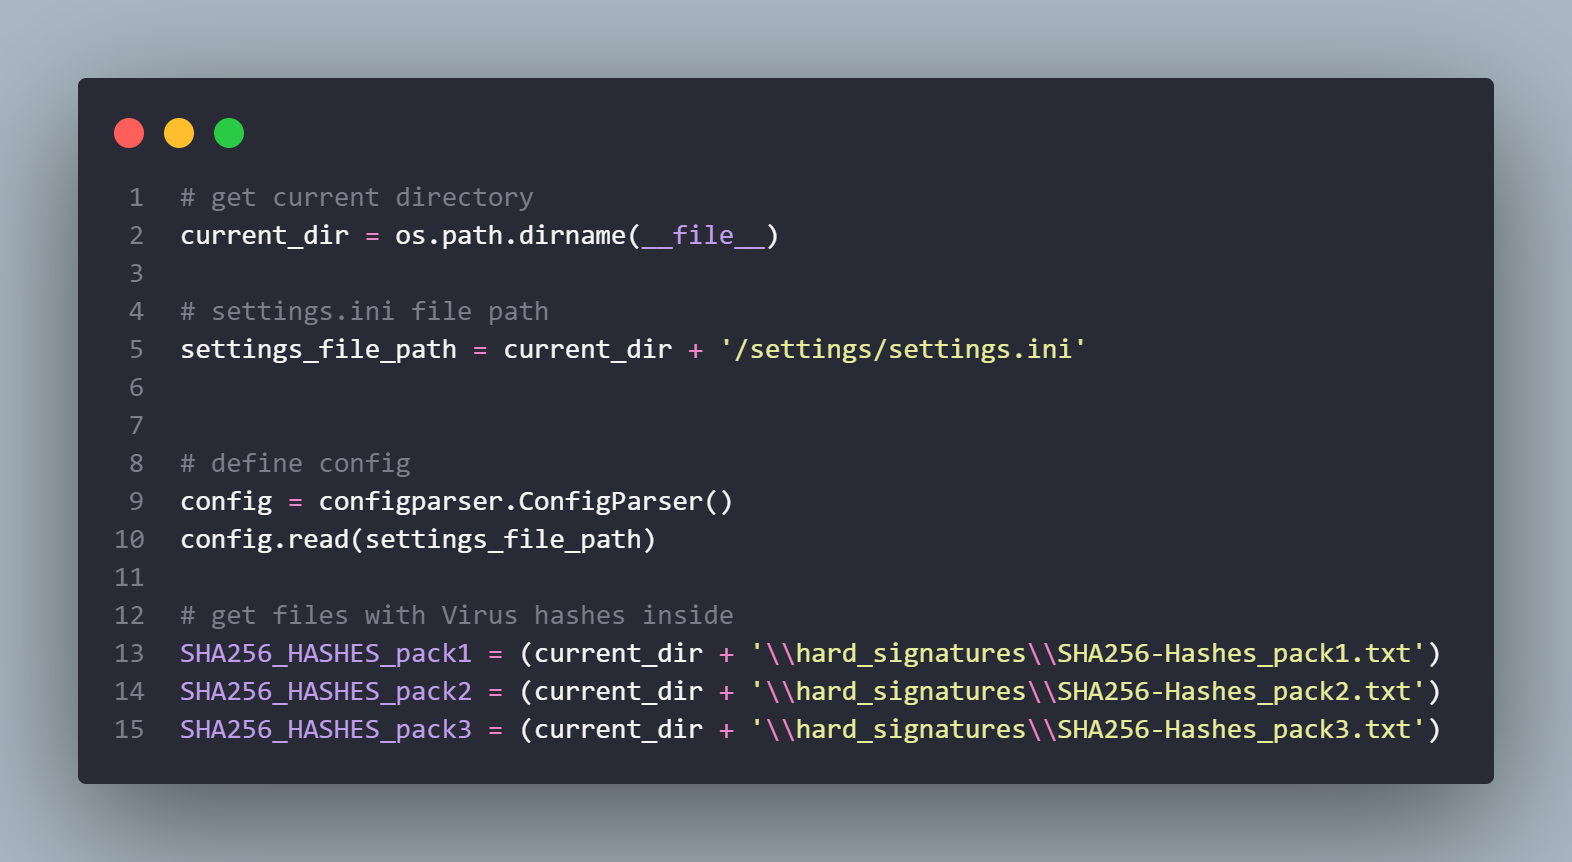 1 # get current directory
2 current_dir = os.path.dirname(__file__)
3
4 # settings.ini file path
5 settings_file_path = current_dir + '/settings/settings.ini'
6
7
8 # define config
9 config = configparser.ConfigParser()
10 config.read(settings_file_path)
11
12 # get files with Virus hashes inside
13 SHA256_HASHES_pack1 = (current_dir + '\\hard_signatures\\SHA256-Hashes_pack1.txt')
14 SHA256_HASHES_pack2 = (current_dir + '\\hard_signatures\\SHA256-Hashes_pack2.txt')
15 SHA256_HASHES_pack3 = (current_dir + '\\hard_signatures\\SHA256-Hashes_pack3.txt')